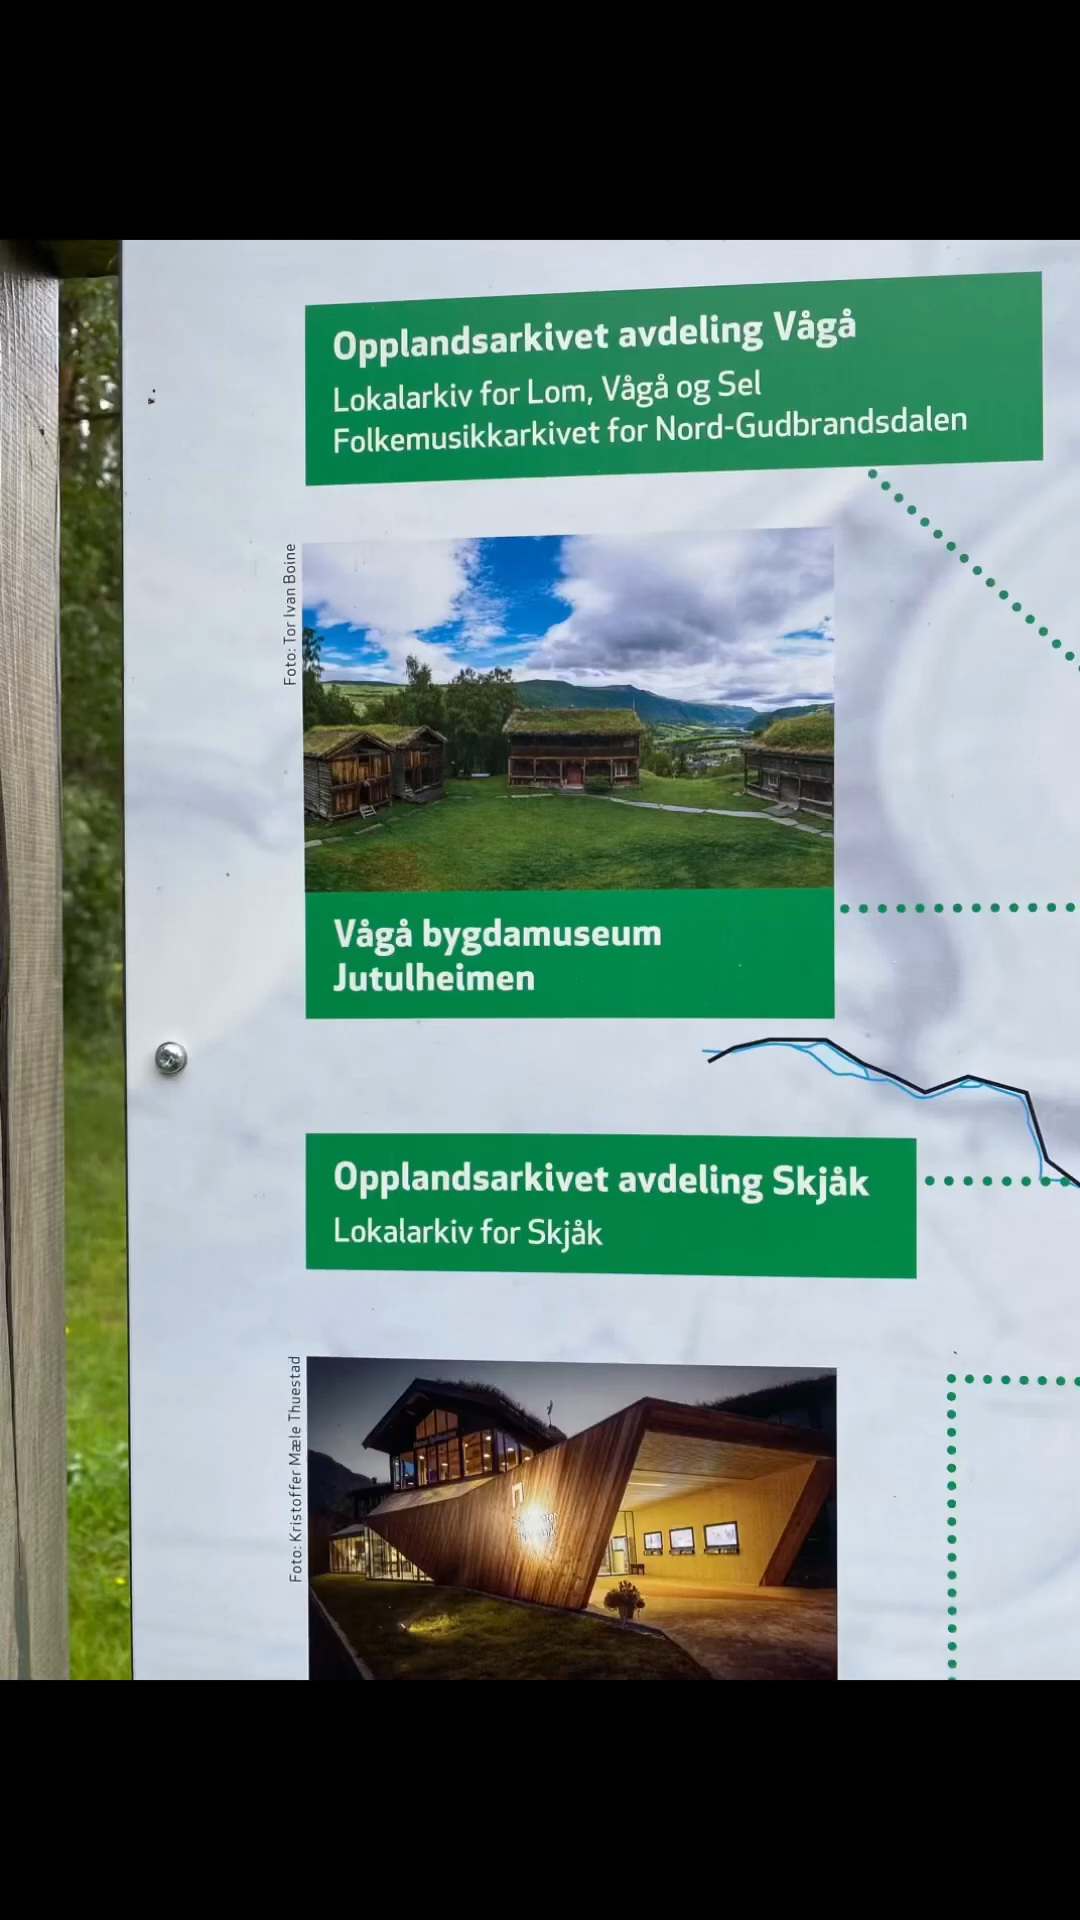 Opplandsarkivet avdeling Vågå
Lokalarkiv for Lom, Vågå og Sel
Folkemusikkarkivet for Nord-Gudbrandsdalen
Foto: Tor Ivan Boine
Vågå bygdamuseum
Jutulheimen
Opplandsarkivet avdeling Skjåk
Lokalarkiv for Skjåk
Foto: Kristoffer Mæle Thuestad